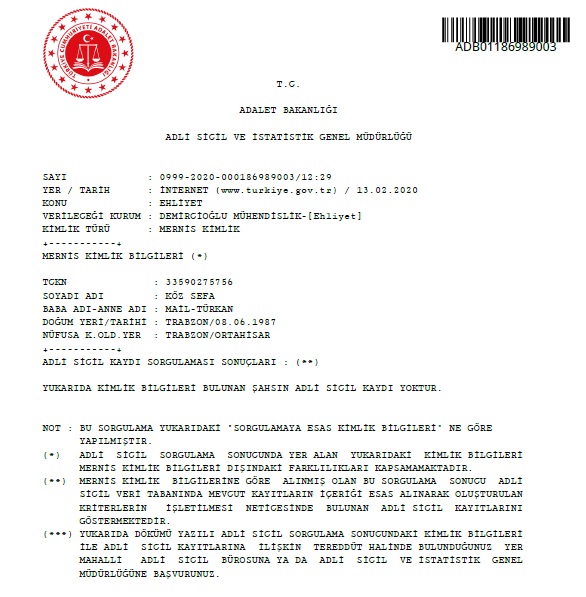 TÜRKİYE CUMHURİYETİ ADALET BAKANLIĞI
ADB01186989003
T.C.
ADALET BAKANLIĞI
ADLİ SİCİL VE İSTATİSTİK GENEL MÜDÜRLÜĞÜ
SAYI : 0999-2020-000186989003/12:29
YER / TARİH : İNTERNET (www.turkiye.gov.tr) / 13.02.2020
KONU : EHLİYET
VERİLECEĞİ KURUM : DEMİRCİOĞLU MÜHENDİSLİK-[Ehliyet]
KİMLİK TÜRÜ : MERNİS KİMLİK
+-----------+
MERNİS KİMLİK BİLGİLERİ (*)
TCKN : 33590275756
SOYADI ADI : KÖZ SEFA
BABA ADI-ANNE ADI : MAİL-TÜRKAN
DOĞUM YERİ/TARİHİ : TRABZON/08.06.1987
NÜFUSA K.OLD.YER : TRABZON/ORTAHİSAR
+-----------+
ADLİ SİCİL KAYDI SORGULAMASI SONUÇLARI : (**)
YUKARIDA KİMLİK BİLGİLERİ BULUNAN ŞAHSIN ADLİ SİCİL KAYDI YOKTUR.
NOT : BU SORGULAMA YUKARIDAKİ "SORGULAMAYA ESAS KİMLİK BİLGİLERİ" NE GÖRE
YAPILMIŞTIR.
(*) ADLİ SİCİL SORGULAMA SONUCUNDA YER ALAN YUKARIDAKİ KİMLİK BİLGİLERİ
MERNİS KİMLİK BİLGİLERİ DIŞINDAKİ FARKLILIKLARI KAPSAMAMAKTADIR.
(**) MERNİS KİMLİK BİLGİLERİNE GÖRE ALINMIŞ OLAN BU SORGULAMA SONUCU ADLİ
SİCİL VERİ TABANINDA MEVCUT KAYITLARIN İÇERİĞİ ESAS ALINARAK OLUŞTURULAN
KRİTERLERİN İŞLETİLMESİ NETİCESİNDE BULUNAN ADLİ SİCİL KAYITLARINI
GÖSTERMEKTEDİR.
(***) YUKARIDA DÖKÜMÜ YAZILI ADLİ SİCİL SORGULAMA SONUCUNDAKİ KİMLİK BİLGİLERİ
İLE ADLİ SİCİL KAYITLARINA İLİŞKİN TEREDDÜT HALİNDE BULUNDUĞUNUZ YER
MAHALLİ ADLİ SİCİL BÜROSUNA YA DA ADLİ SİCİL VE İSTATİSTİK GENEL
MÜDÜRLÜĞÜNE BAŞVURUNUZ.